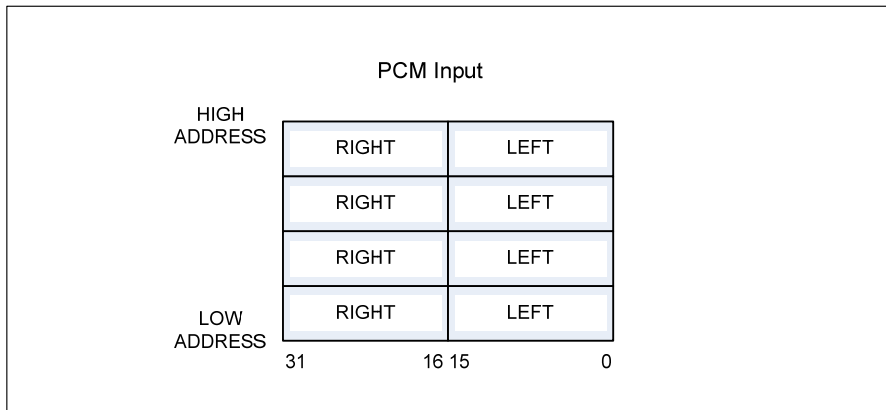 PCM Input
HIGH
ADDRESS
RIGHT LEFT
RIGHT LEFT
RIGHT LEFT
RIGHT LEFT
LOW
ADDRESS
31 16 15 0